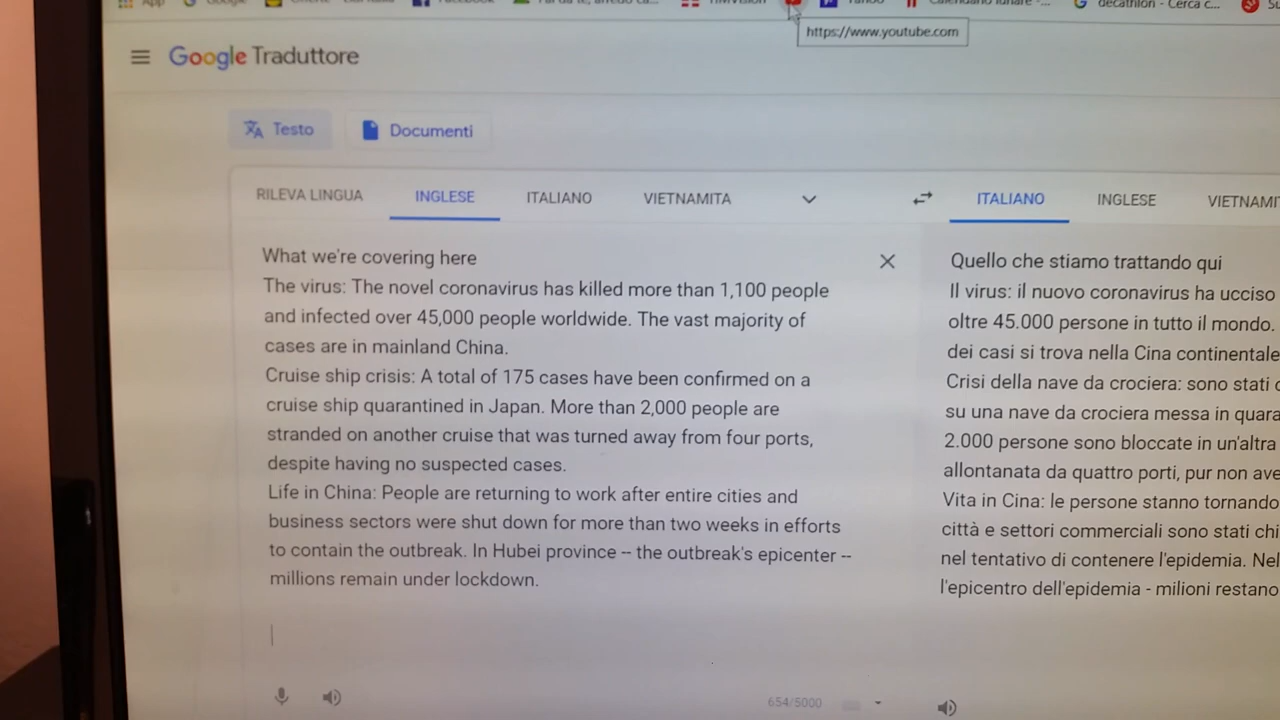 https://www.youtube.com
decathlon - Cerca c...
Google Traduttore
Testo
Documenti
RILEVA LINGUA INGLESE ITALIANO VIETNAMITA
ITALIANO INGLESE
What we're covering here
The virus: The novel coronavirus has killed more than 1,100 people
and infected over 45,000 people worldwide. The vast majority of
cases are in mainland China.
Cruise ship crisis: A total of 175 cases have been confirmed on a
cruise ship quarantined in Japan. More than 2,000 people are
stranded on another cruise that was turned away from four ports,
despite having no suspected cases.
Life in China: People are returning to work after entire cities and
business sectors were shut down for more than two weeks in efforts
to contain the outbreak. In Hubei province -- the outbreak's epicenter --
millions remain under lockdown.
654/5000
Quello che stiamo trattando qui
Il virus: il nuovo coronavirus ha ucciso
oltre 45.000 persone in tutto il mondo.
dei casi si trova nella Cina continentale
Crisi della nave da crociera: sono stati
su una nave da crociera messa in
2.000 persone sono bloccate in un'altra
allontanata da quattro porti, pur non
Vita in Cina: le persone stanno tornando
città e settori commerciali sono stati
nel tentativo di contenere l'epidemia.
l'epicentro dell'epidemia - milioni restano